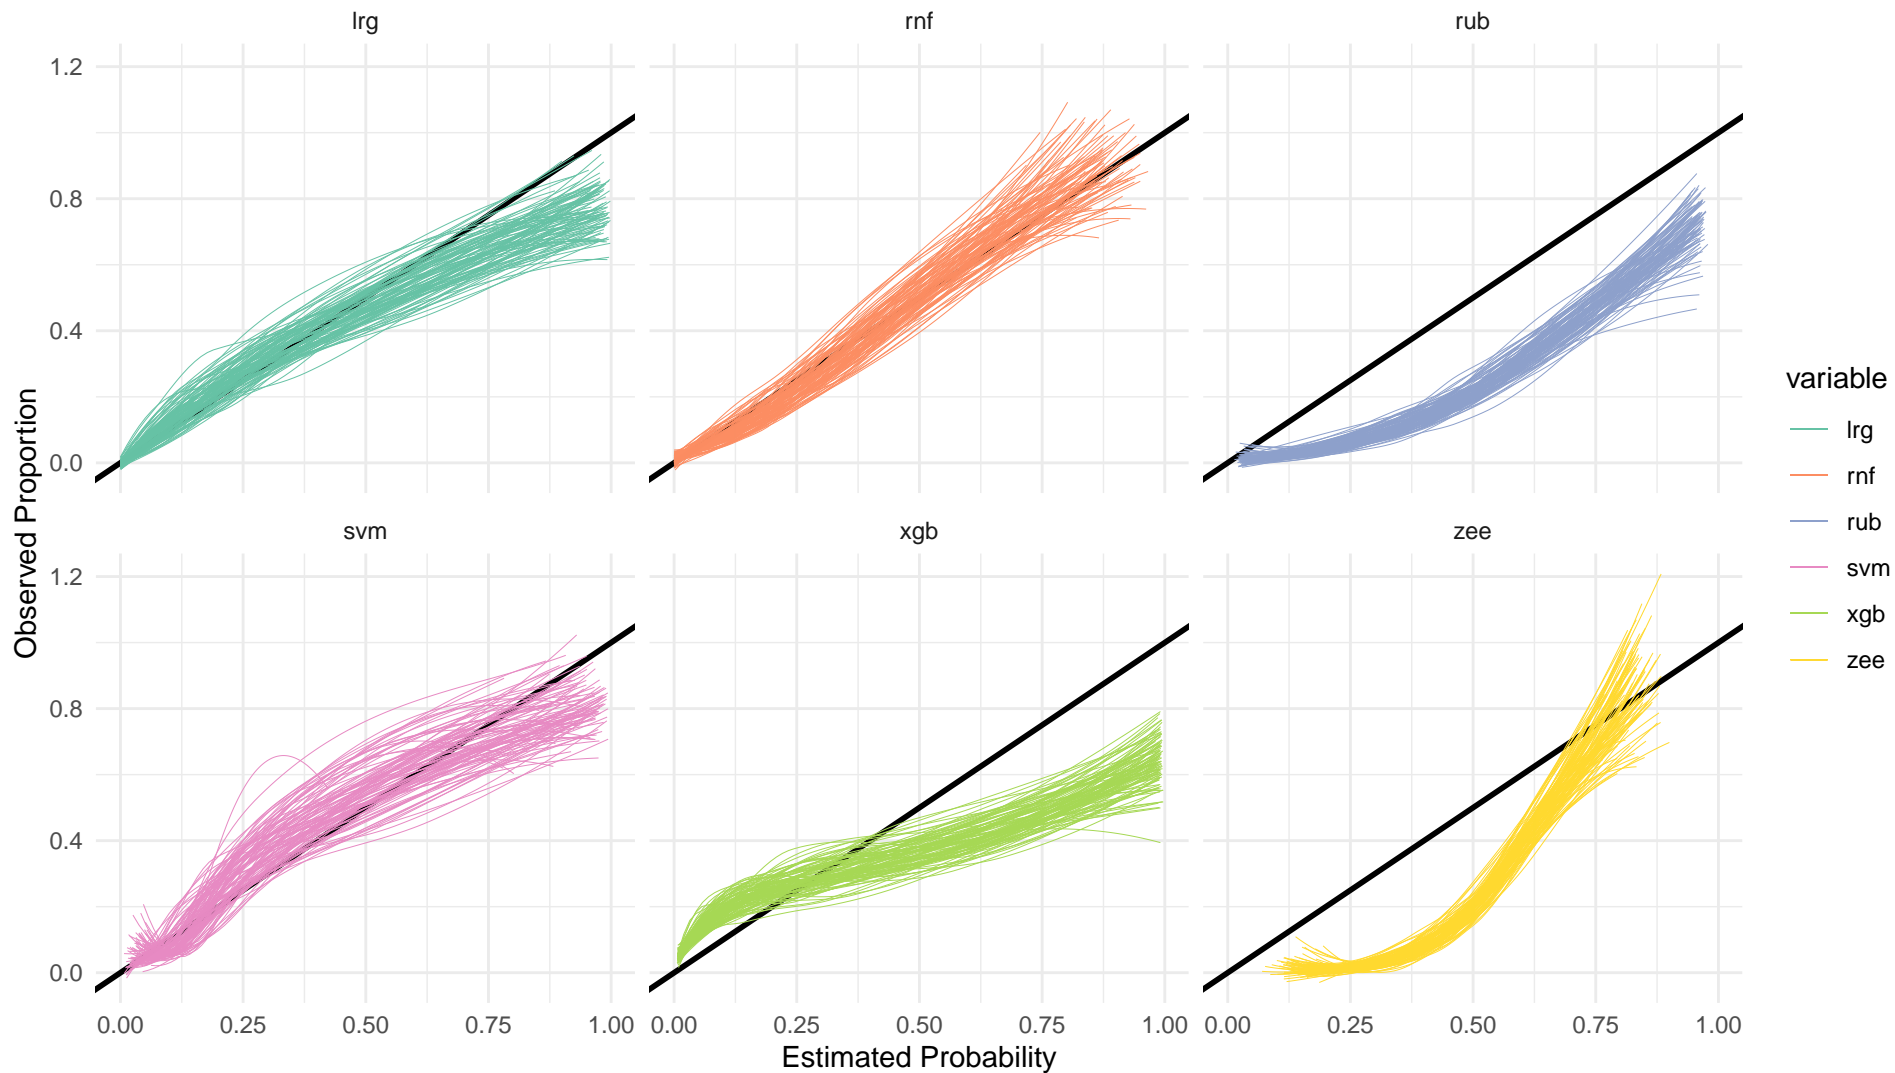 lrg rnf rub
1.2
0.8
0.4
0.0
svm xgb zee
1.2
0.8
0.4
0.0
0.00 0.25 0.50 0.75 1.00 0.00 0.25 0.50 0.75 1.00 0.00 0.25 0.50 0.75 1.00
Estimated Probability
Observed Proportion
variable
lrg
rnf
rub
svm
xgb
zee